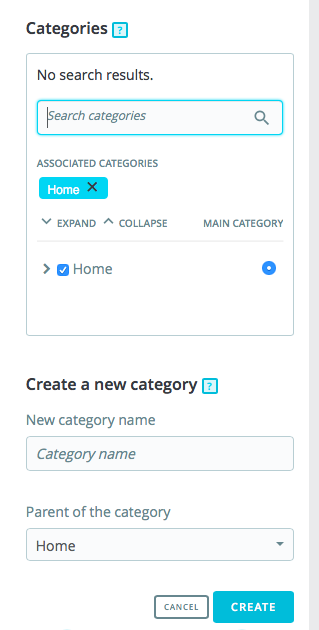 Categories ?
No search results.
Search categories
ASSOCIATED CATEGORIES
Home
EXPAND COLLAPSE MAIN CATEGORY
Home
Create a new category ?
New category name
Category name
Parent of the category
Home
CANCEL CREATE